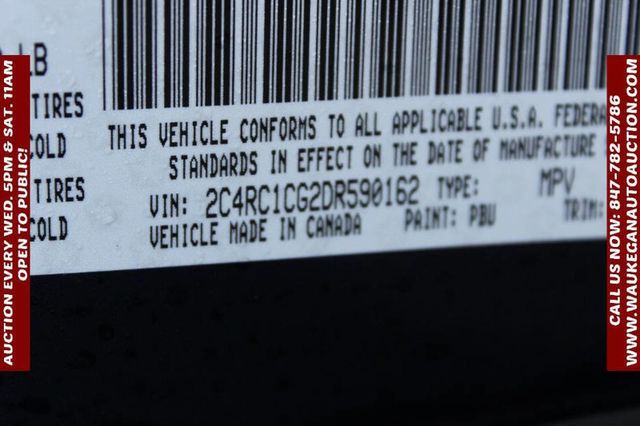 LB
TIRES
COLD
TIRES
COLD
THIS VEHICLE CONFORMS TO ALL APPLICABLE U.S.A. FEDERA
STANDARDS IN EFFECT ON THE DATE OF MANUFACTURE
VIN: 2C4RC1CG2DR590162 TYPE: MPV
VEHICLE MADE IN CANADA PAINT: PBU TRIM:
AUCTION EVERY WED. 5PM & SAT. 11AM
OPEN TO PUBLIC!
CALL US NOW: 847-782-5786
WWW.WAUKEGANAUTOAUCTION.COM